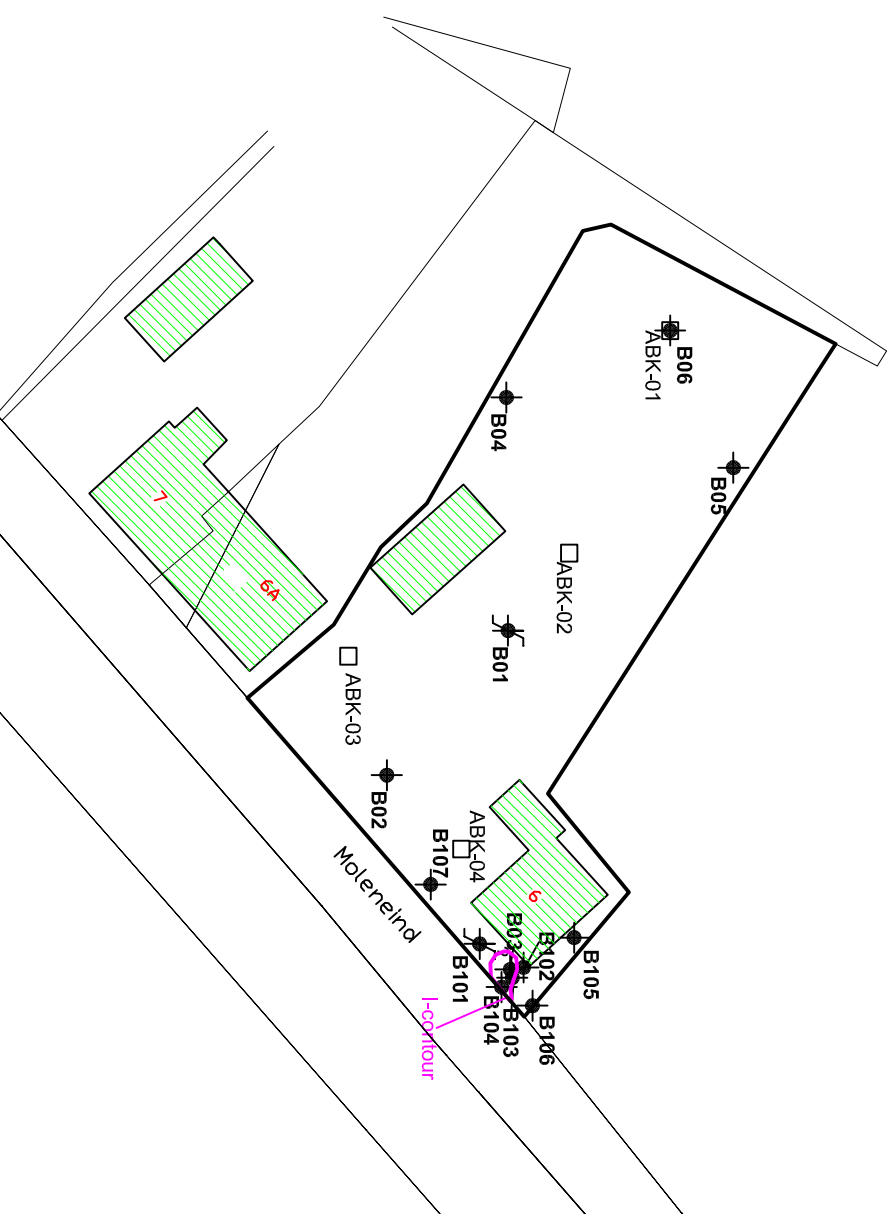 B06
ABK-01
B04
B05
ABK-02
7
6A
B01
ABK-03
B02
ABK-04
B107
Moleneind
6
B03
B102
B105
B101
B104
B103
B106
I-contour